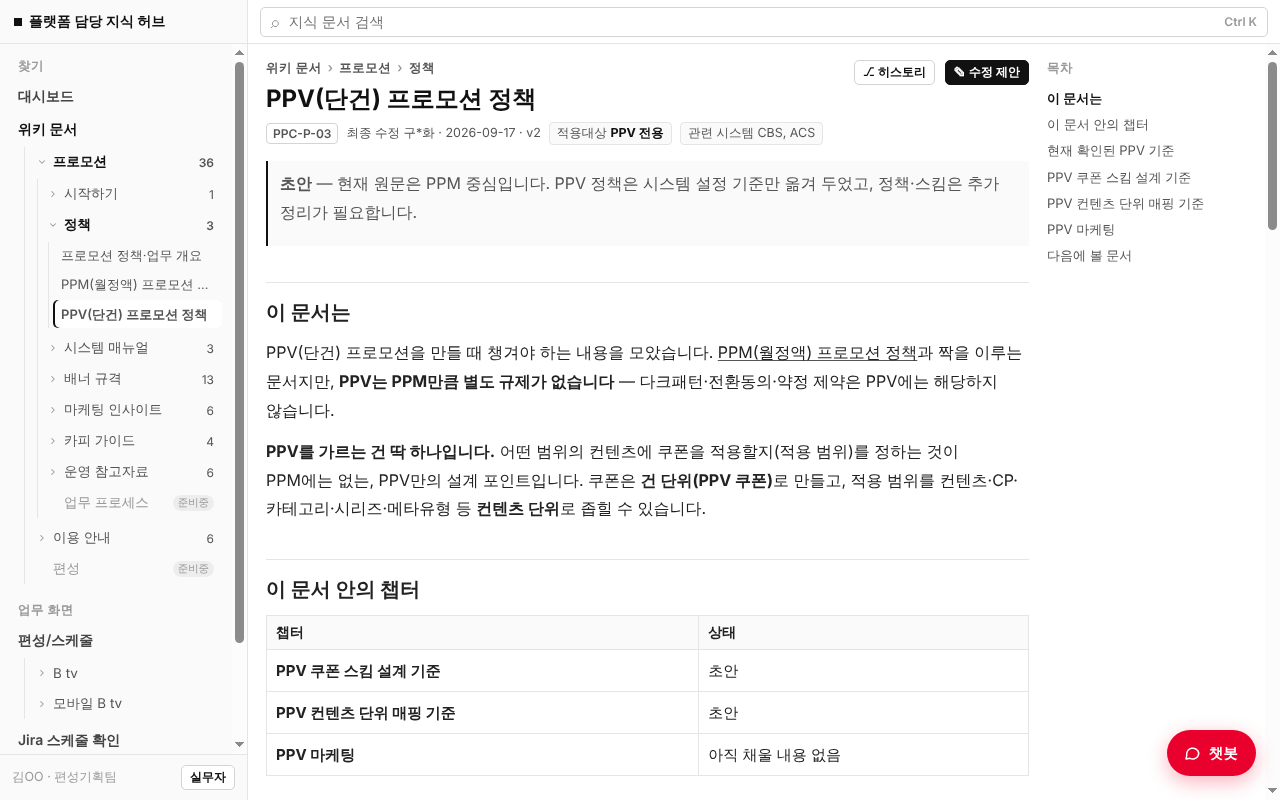 플랫폼 담당 지식 허브
지식 문서 검색
Ctrl K
찾기
대시보드
위키 문서
프로모션 36
시작하기 1
정책 3
프로모션 정책·업무 개요
PPM(월정액) 프로모션 ...
PPV(단건) 프로모션 정책
시스템 매뉴얼 3
배너 규격 13
마케팅 인사이트 6
카피 가이드 4
운영 참고자료 6
업무 프로세스 준비중
이용 안내 6
편성 준비중
업무 화면
편성/스케줄
B tv
모바일 B tv
Jira 스케줄 확인
김OO · 편성기획팀
실무자
위키 문서 › 프로모션 › 정책
히스토리
수정 제안
PPV(단건) 프로모션 정책
PPC-P-03 최종 수정 구*화 · 2026-09-17 · v2 적용대상 PPV 전용 관련 시스템 CBS, ACS
초안 — 현재 원문은 PPM 중심입니다. PPV 정책은 시스템 설정 기준만 옮겨 두었고, 정책·스킴은 추가
정리가 필요합니다.
이 문서는
PPV(단건) 프로모션을 만들 때 챙겨야 하는 내용을 모았습니다. PPM(월정액) 프로모션 정책과 짝을 이루는
문서지만, PPV는 PPM만큼 별도 규제가 없습니다 — 다크패턴·전환동의·약정 제약은 PPV에는 해당하지
않습니다.
PPV를 가르는 건 딱 하나입니다. 어떤 범위의 컨텐츠에 쿠폰을 적용할지(적용 범위)를 정하는 것이
PPM에는 없는, PPV만의 설계 포인트입니다. 쿠폰은 건 단위(PPV 쿠폰)로 만들고, 적용 범위를 컨텐츠·CP·
카테고리·시리즈·메타유형 등 컨텐츠 단위로 좁힐 수 있습니다.
이 문서 안의 챕터
챕터 상태
PPV 쿠폰 스킴 설계 기준 초안
PPV 컨텐츠 단위 매핑 기준 초안
PPV 마케팅 아직 채울 내용 없음
목차
이 문서는
이 문서 안의 챕터
현재 확인된 PPV 기준
PPV 쿠폰 스킴 설계 기준
PPV 컨텐츠 단위 매핑 기준
PPV 마케팅
다음에 볼 문서
챗봇